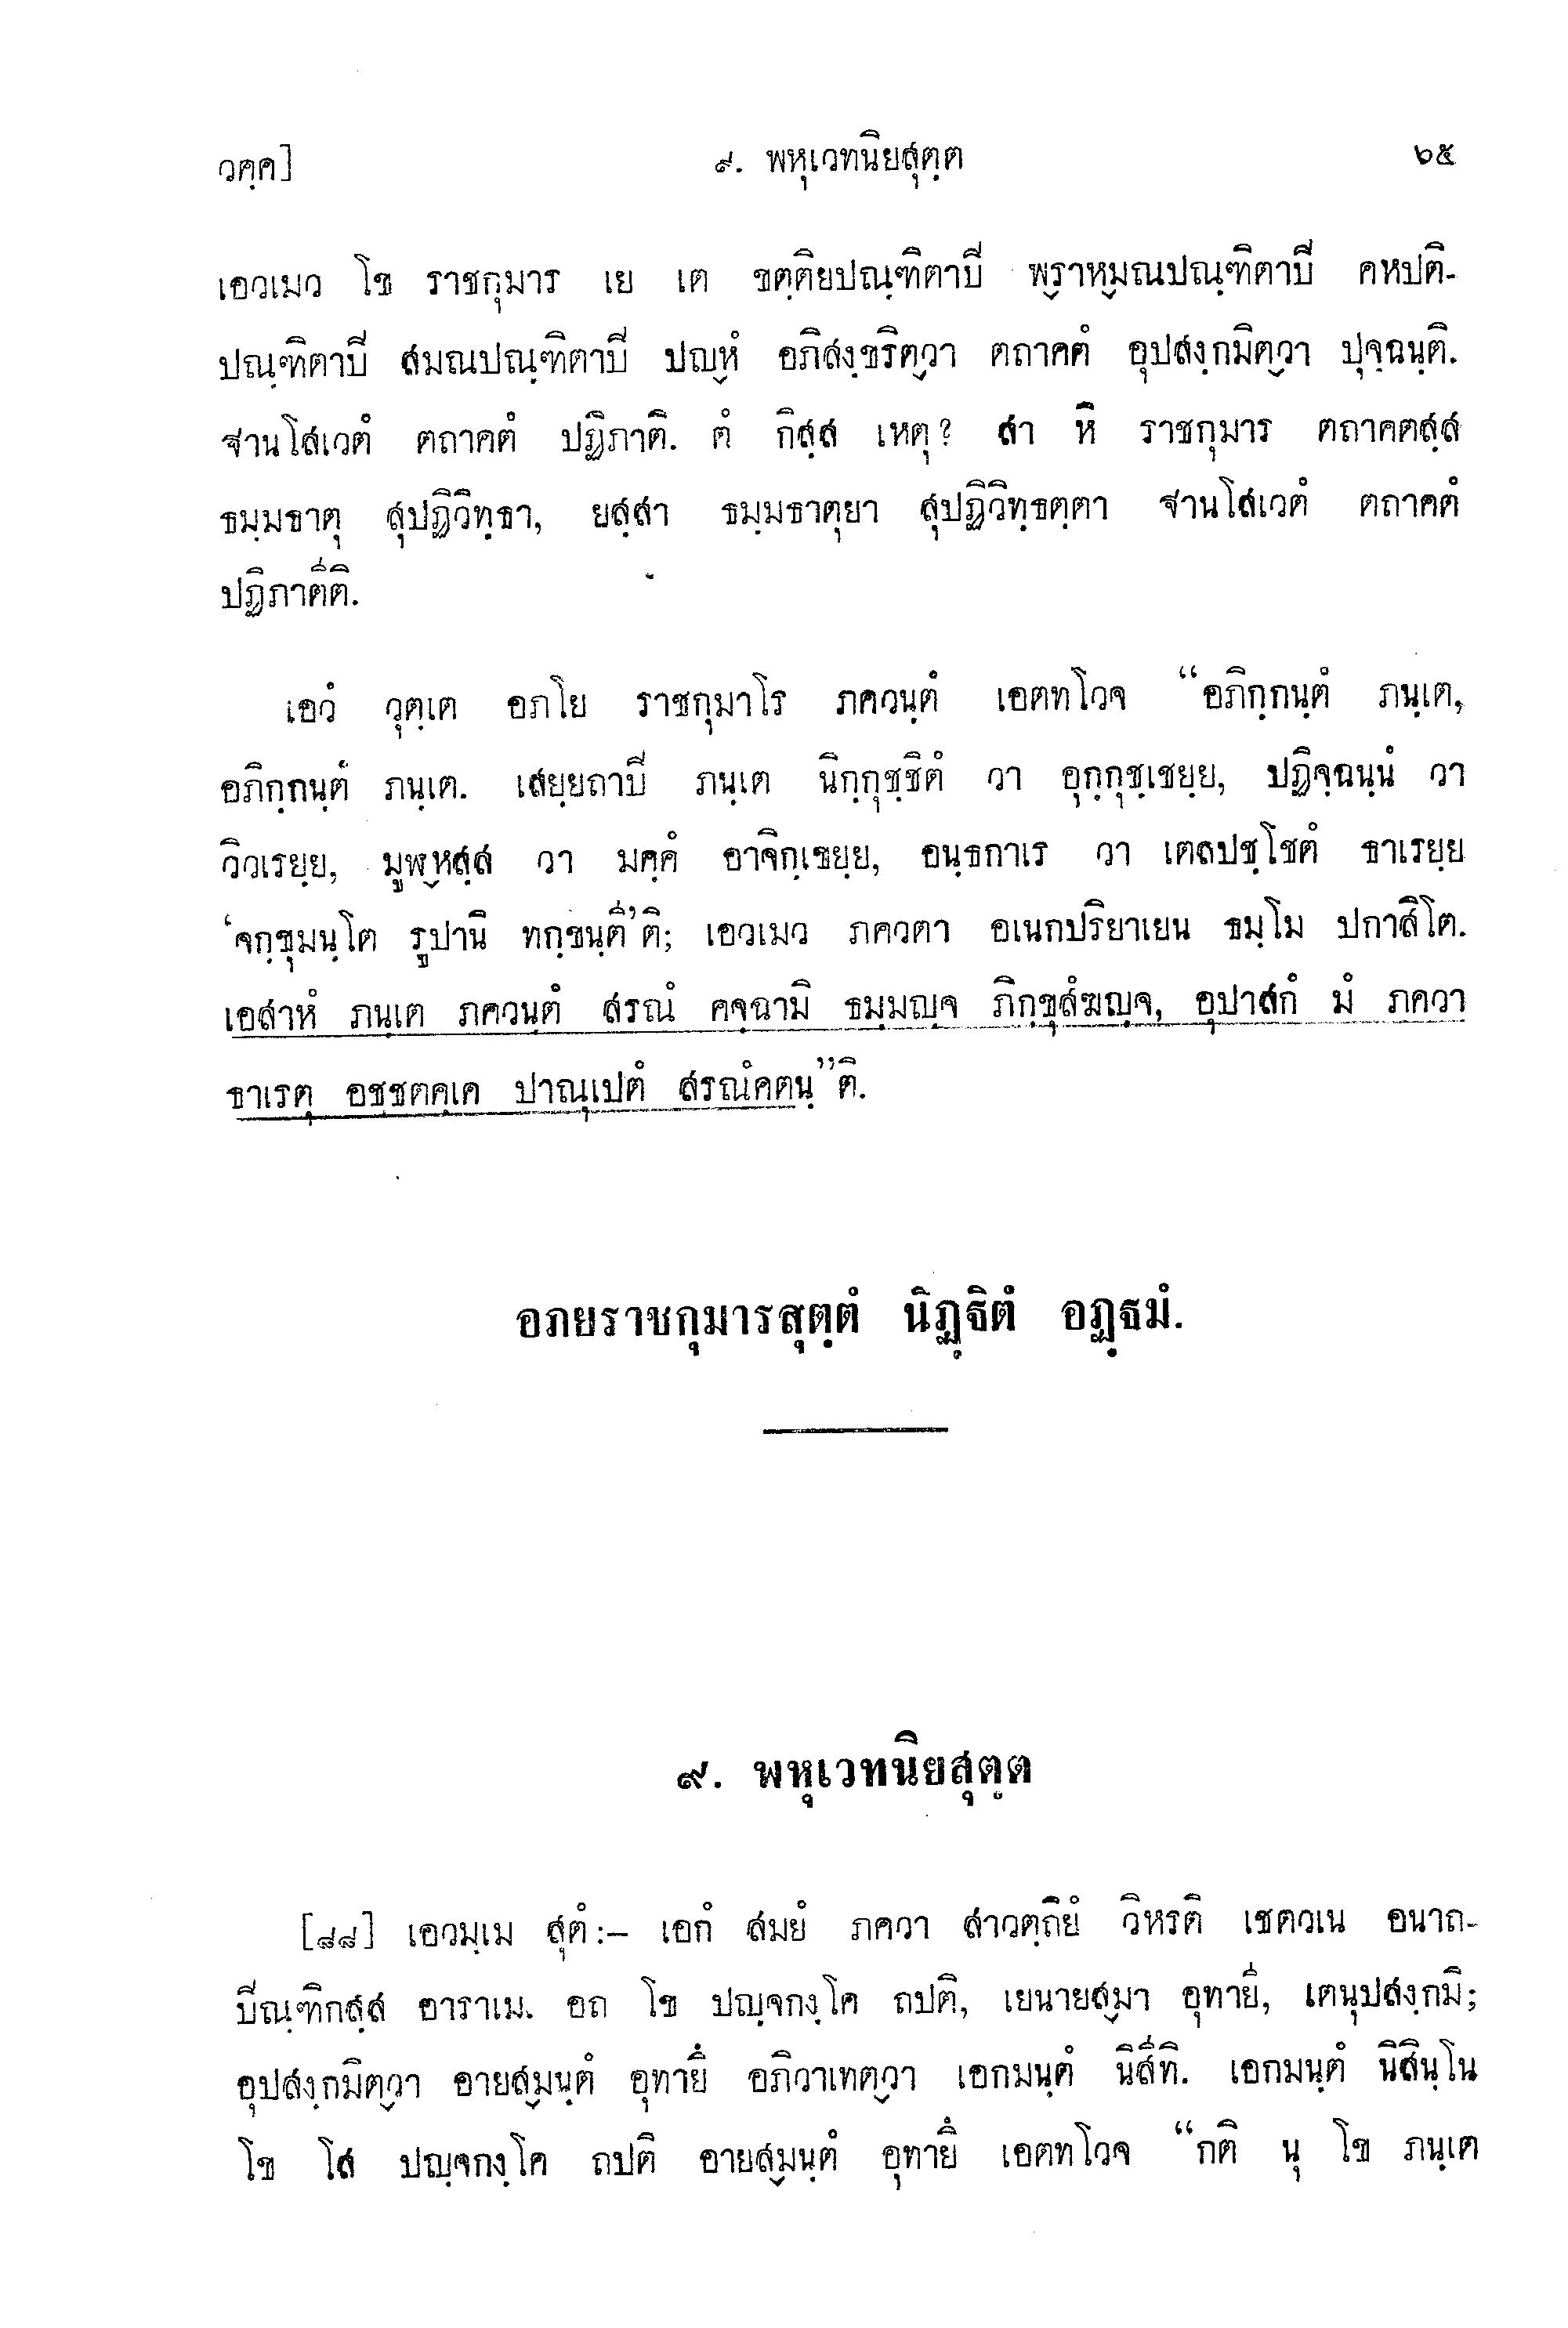 วคฺค]
๙. พหุเวทนิยสุตฺต
๖๕
เอวเมว โข ราชกุมาร เย เต ขตฺติยปณฺฑิตาปิ พฺราหฺมณปณฺฑิตาปิ คหปติ-
ปณฺฑิตาปิ สมณปณฺฑิตาปิ ปญฺหํ อภิสงฺขริตฺวา ตถาคตํ อุปสงฺกมิตฺวา ปุจฺฉนฺติ.
ฐานโสเวตํ ตถาคตํ ปฏิภาติ. ตํ กิสฺส เหตุ? สา หิ ราชกุมาร ตถาคตสฺส
ธมฺมธาตุ สุปฏิวิทฺธา, ยสฺสา ธมฺมธาตุยา สุปฏิวิทฺธตฺตา ฐานโสเวตํ ตถาคตํ
ปฏิภาตีติ.
เอวํ วุตฺเต อภโย ราชกุมาโร ภควนฺตํ เอตทโวจ “อภิกฺกนฺตํ ภนฺเต,
อภิกฺกนฺตํ ภนฺเต. เสยฺยถาปิ ภนฺเต นิกฺกุชฺชิตํ วา อุกฺกุชฺเชยฺย, ปฏิจฺฉนฺนํ วา
วิวเรยฺย, มูฬฺหสฺส วา มคฺคํ อาจิกฺเขยฺย, อนฺธกาเร วา เตลปชฺโชตํ ธาเรยฺย
‘จกฺขุมนฺโต รูปานิ ทกฺขนฺตี’ติ; เอวเมว ภควตา อเนกปริยาเยน ธมฺโม ปกาสิโต.
เอสาหํ ภนฺเต ภควนฺตํ สรณํ คจฺฉามิ ธมฺมญฺจ ภิกฺขุสํฆญฺจ, อุปาสกํ มํ ภควา
ธาเรตุ อชฺชตคฺเค ปาณุเปตํ สรณํคตนฺ”ติ.
อภยราชกุมารสุตฺตํ นิฏฺฐิตํ อฏฺฐมํ.
๙. พหุเวทนิยสุตฺต
[๘๘] เอวมฺเม สุตํ:– เอกํ สมยํ ภควา สาวตฺถิยํ วิหรติ เชตวเน อนาถ-
ปิณฺฑิกสฺส อาราเม. อถ โข ปญฺจกงฺโค ถปติ, เยนายสฺมา อุทายี, เตนุปสงฺกมิ;
อุปสงฺกมิตฺวา อายสฺมนฺตํ อุทายึ อภิวาเทตฺวา เอกมนฺตํ นิสีทิ. เอกมนฺตํ นิสินฺโน
โข โส ปญฺจกงฺโค ถปติ อายสฺมนฺตํ อุทายึ เอตทโวจ “กติ นุ โข ภนฺเต